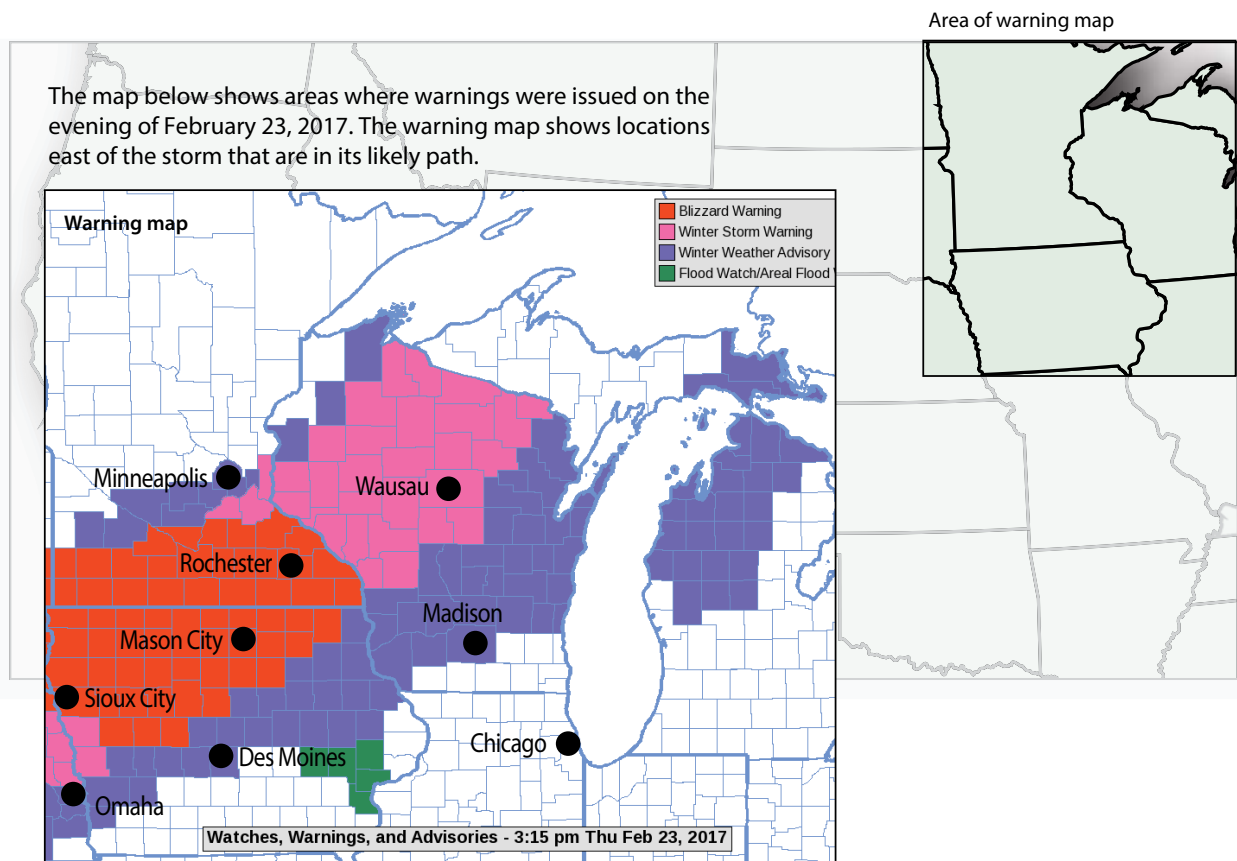 Area of warning map
The map below shows areas where warnings were issued on the
evening of February 23, 2017. The warning map shows locations
east of the storm that are in its likely path.
Warning map
Blizzard Warning
Winter Storm Warning
Winter Weather Advisory
Flood Watch/Areal Flood
Minneapolis
Wausau
Rochester
Madison
Mason City
Sioux City
Chicago
Des Moines
Omaha
Watches, Warnings, and Advisories - 3:15 pm Thu Feb 23, 2017